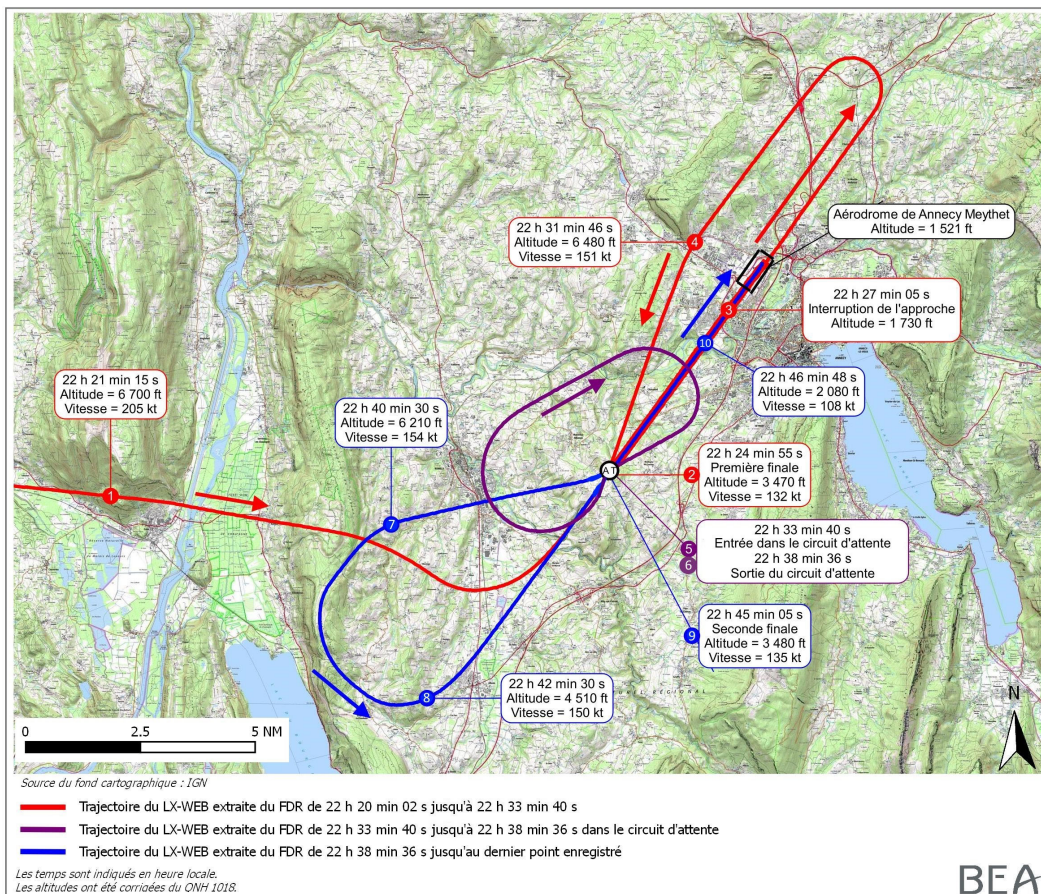 22 h 31 min 46 s
Altitude = 6 480 ft
Vitesse = 151 kt
4
Aérodrome de Annecy Meythet
Altitude = 1 521 ft
22 h 27 min 05 s
Interruption de l'approche
Altitude = 1 730 ft
3
10
22 h 21 min 15 s
Altitude = 6 700 ft
Vitesse = 205 kt
22 h 40 min 30 s
Altitude = 6 210 ft
Vitesse = 154 kt
22 h 46 min 48 s
Altitude = 2 080 ft
Vitesse = 108 kt
1
AT
2
22 h 24 min 55 s
Première finale
Altitude = 3 470 ft
Vitesse = 132 kt
7
5
6
22 h 33 min 40 s
Entrée dans le circuit d'attente
22 h 38 min 36 s
Sortie du circuit d'attente
9
22 h 45 min 05 s
Seconde finale
Altitude = 3 480 ft
Vitesse = 135 kt
8
22 h 42 min 30 s
Altitude = 4 510 ft
Vitesse = 150 kt
N
0 2.5 5 NM
Source du fond cartographique : IGN
Trajectoire du LX-WEB extraite du FDR de 22 h 20 min 02 s jusqu'à 22 h 33 min 40 s
Trajectoire du LX-WEB extraite du FDR de 22 h 33 min 40 s jusqu'à 22 h 38 min 36 s dans le circuit d'attente
Trajectoire du LX-WEB extraite du FDR de 22 h 38 min 36 s jusqu'au dernier point enregistré
Les temps sont indiqués en heure locale.
Les altitudes ont été corrigées du QNH 1018.
BEA